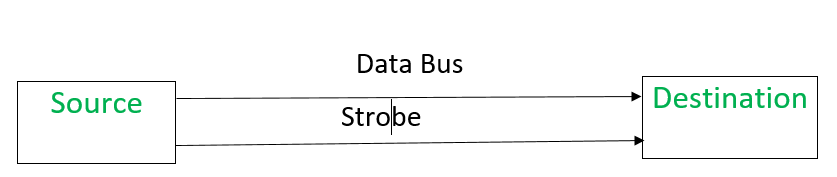 Data Bus
Source
Destination
Strobe